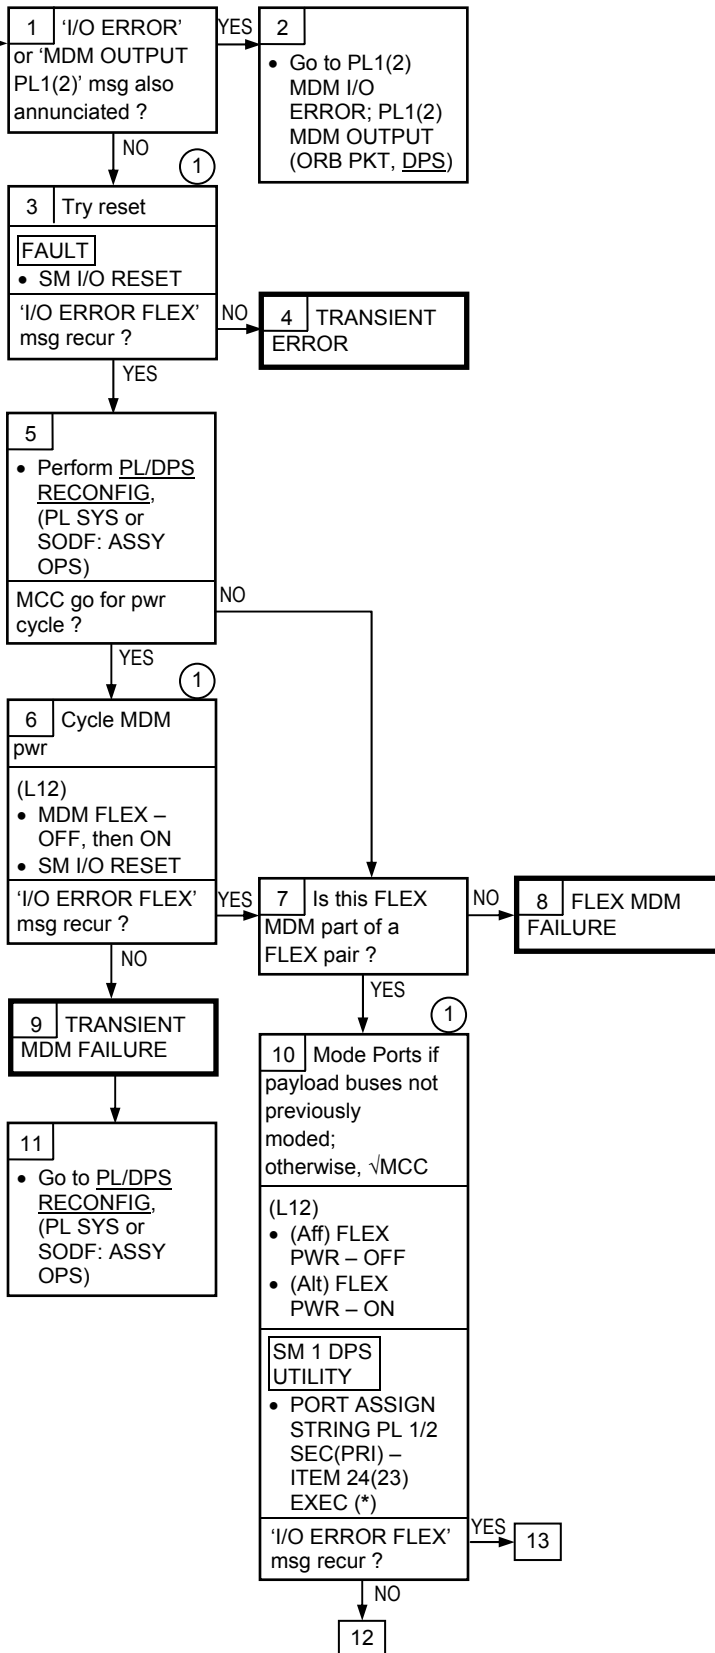 1 'I/O ERROR'
or 'MDM OUTPUT
PL1(2)' msg also
annunciated ?
YES
2
• Go to PL1(2)
MDM I/O
ERROR; PL1(2)
MDM OUTPUT
(ORB PKT, DPS)
NO
1
3 Try reset
FAULT
• SM I/O RESET
'I/O ERROR FLEX'
msg recur ?
NO
4 TRANSIENT
ERROR
YES
5
• Perform PL/DPS
RECONFIG,
(PL SYS or
SODF: ASSY
OPS)
MCC go for pwr
cycle ?
NO
YES
1
6 Cycle MDM
pwr
(L12)
• MDM FLEX –
OFF, then ON
• SM I/O RESET
'I/O ERROR FLEX'
msg recur ?
YES
7 Is this FLEX
MDM part of a
FLEX pair ?
NO
8 FLEX MDM
FAILURE
NO
9 TRANSIENT
MDM FAILURE
11
• Go to PL/DPS
RECONFIG,
(PL SYS or
SODF: ASSY
OPS)
YES
1
10 Mode Ports if
payload buses not
previously
moded;
otherwise, √MCC
(L12)
• (Aff) FLEX
PWR – OFF
• (Alt) FLEX
PWR – ON
SM 1 DPS
UTILITY
• PORT ASSIGN
STRING PL 1/2
SEC(PRI) –
ITEM 24(23)
EXEC (*)
'I/O ERROR FLEX'
msg recur ?
YES
13
NO
12